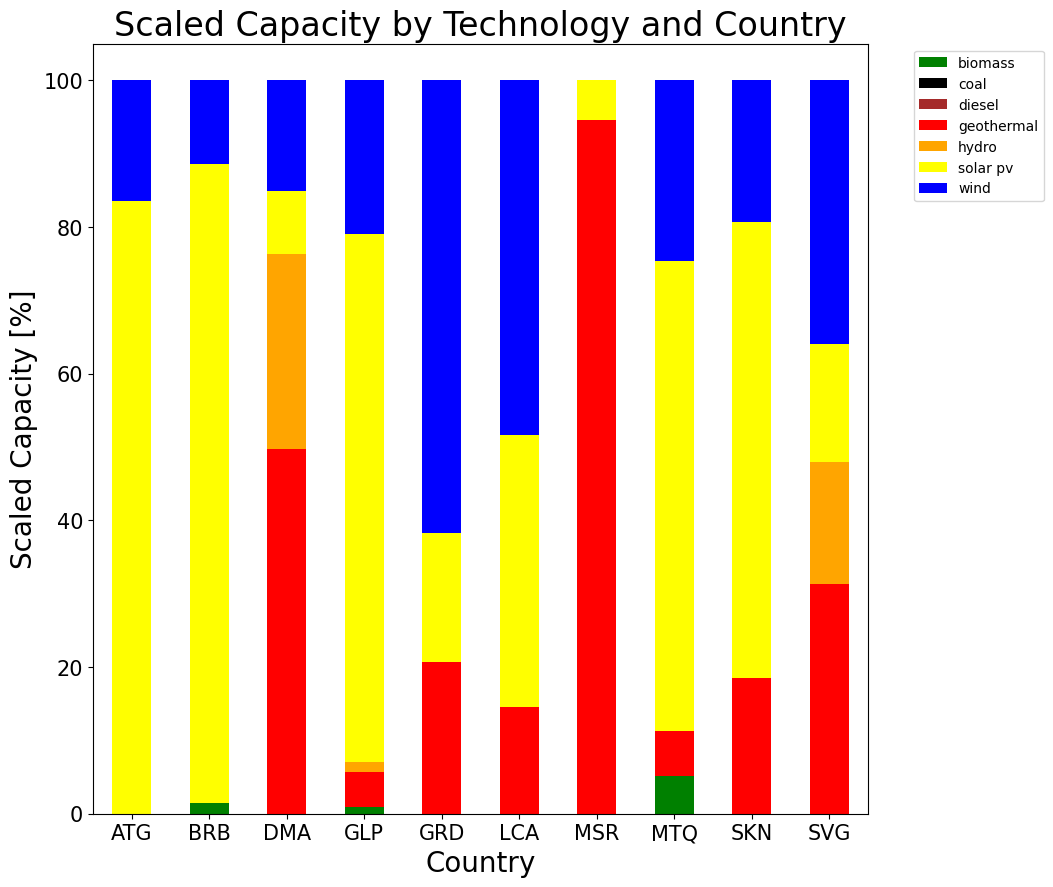 Scaled Capacity by Technology and Country
Scaled Capacity [%]
100
80
60
40
20
0
ATG BRB DMA GLP GRD LCA MSR MTQ SKN SVG
Country
biomass
coal
diesel
geothermal
hydro
solar pv
wind